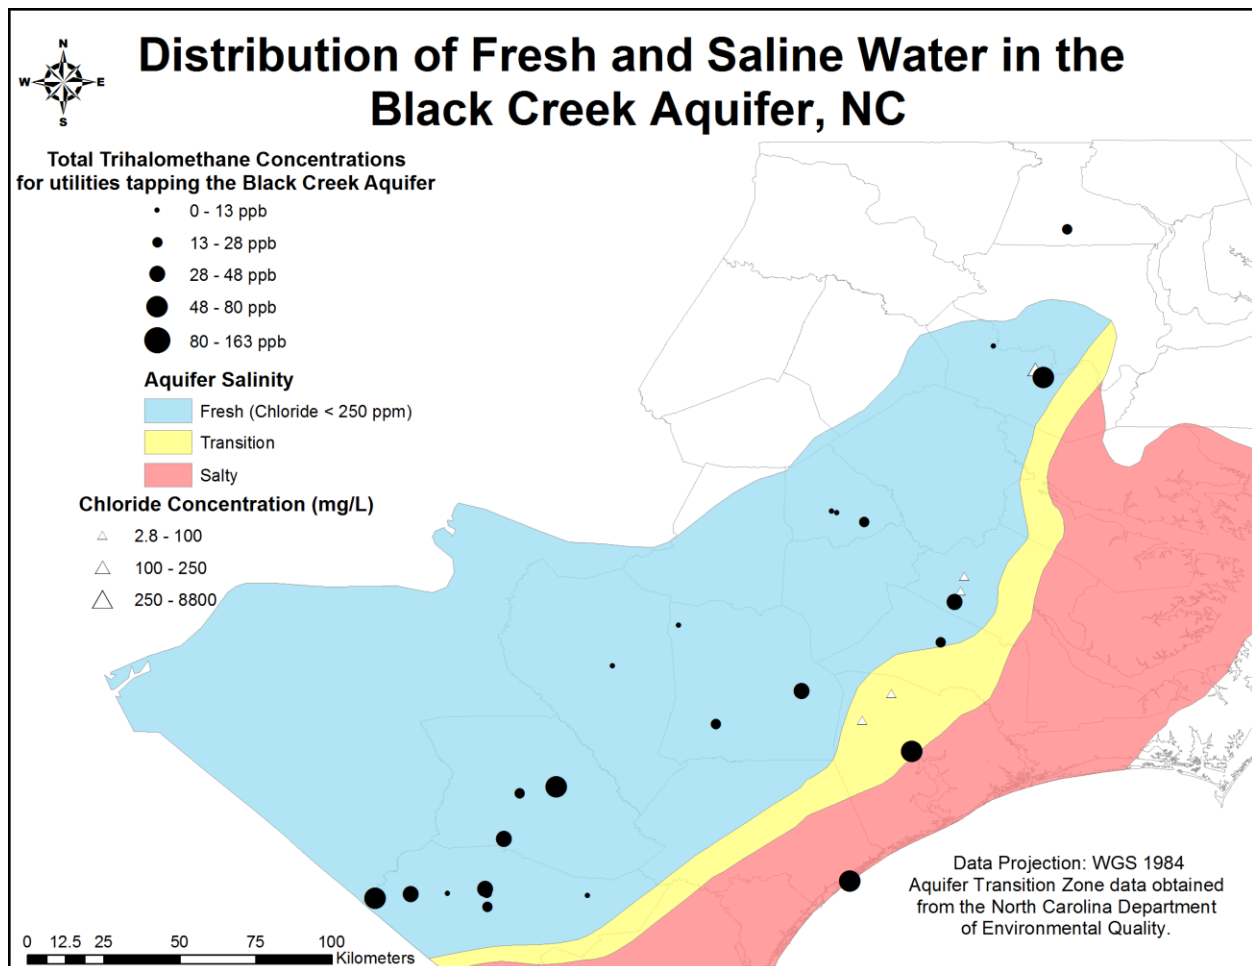 Distribution of Fresh and Saline Water in the
Black Creek Aquifer, NC
N
W E
S
Total Trihalomethane Concentrations
for utilities tapping the Black Creek Aquifer
0 - 13 ppb
13 - 28 ppb
28 - 48 ppb
48 - 80 ppb
80 - 163 ppb
Aquifer Salinity
Fresh (Chloride < 250 ppm)
Transition
Salty
Chloride Concentration (mg/L)
2.8 - 100
100 - 250
250 - 8800
Data Projection: WGS 1984
Aquifer Transition Zone data obtained
from the North Carolina Department
of Environmental Quality.
0 12.5 25 50 75 100
Kilometers